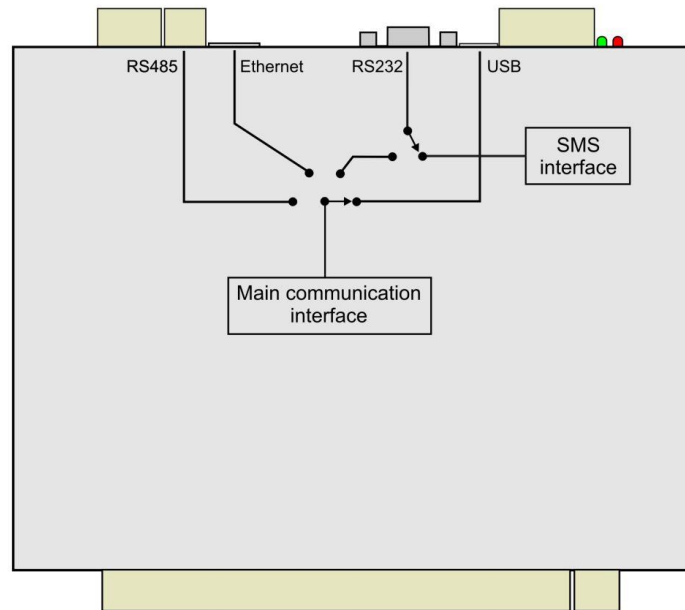 RS485
Ethernet
RS232
USB
SMS
interface
Main communication
interface